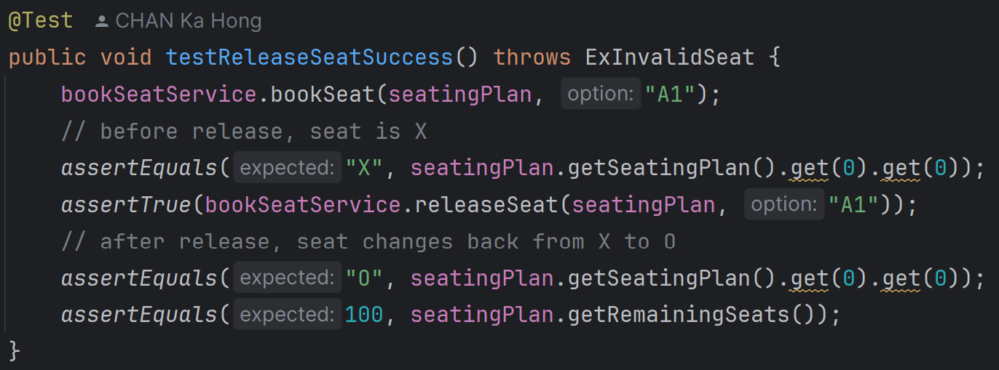 @Test CHAN Ka Hong
public void testReleaseSeatSuccess() throws ExInvalidSeat {
bookSeatService.bookSeat(seatingPlan, option: "A1");
// before release, seat is X
assertEquals( expected: "X", seatingPlan.getSeatingPlan().get(0).get(0));
assertTrue(bookSeatService.releaseSeat(seatingPlan, option: "A1"));
// after release, seat changes back from X to O
assertEquals( expected: "O", seatingPlan.getSeatingPlan().get(0).get(0));
assertEquals( expected: 100, seatingPlan.getRemainingSeats());
}